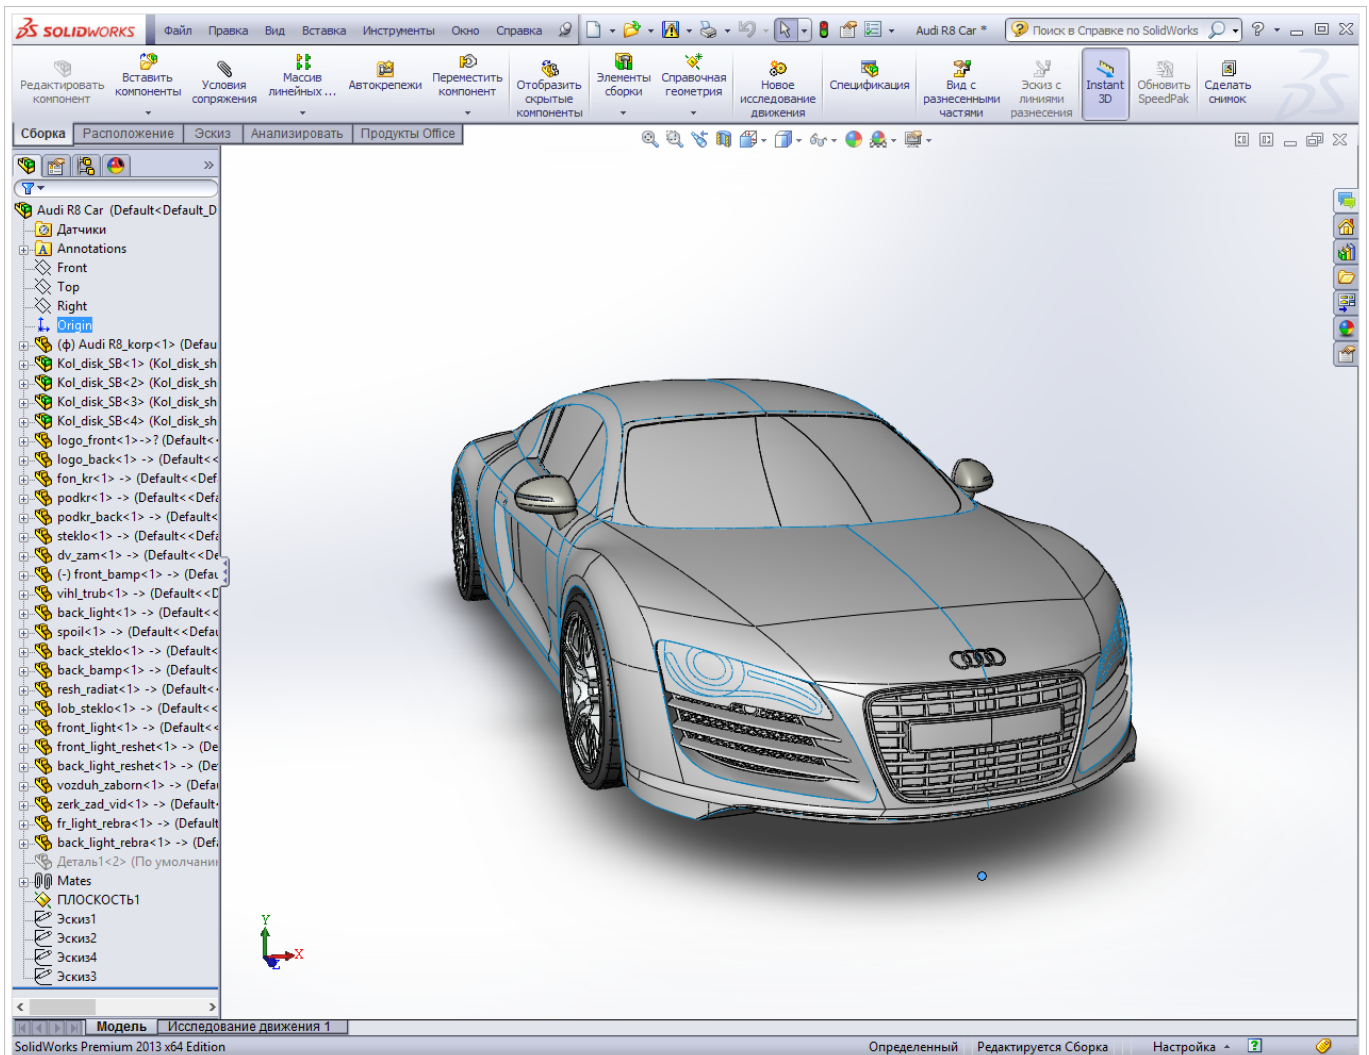 SOLIDWORKS Файл Правка Вид Вставка Инструменты Окно Справка Audi R8 Car * Поиск в Справке по SolidWorks
Редактировать компонент
Вставить компоненты
Условия сопряжения
Массив линейных ...
Автокрепежи
Переместить компонент
Отобразить скрытые компоненты
Элементы сборки
Справочная геометрия
Новое исследование движения
Спецификация
Вид с разнесенными частями
Эскиз с линиями разнесения
Instant 3D
Обновить SpeedPak
Сделать снимок
Сборка Расположение Эскиз Анализировать Продукты Office
Audi R8 Car (Default<Default_D
Датчики
Annotations
Front
Top
Right
Origin
(ф) Audi R8_korp<1> (Defau
Kol_disk_SB<1> (Kol_disk_sh
Kol_disk_SB<2> (Kol_disk_sh
Kol_disk_SB<3> (Kol_disk_sh
Kol_disk_SB<4> (Kol_disk_sh
logo_front<1>->? (Default<
logo_back<1> -> (Default<<
fon_kr<1> -> (Default<<Def
podkr<1> -> (Default<<Defa
podkr_back<1> -> (Default<
steklo<1> -> (Default<<Defa
dv_zam<1> -> (Default<<De
(-) front_bamp<1> -> (Defau
vihl_trub<1> -> (Default<<D
back_light<1> -> (Default<<
spoil<1> -> (Default<<Defau
back_steklo<1> -> (Default<
back_bamp<1> -> (Default<
resh_radiat<1> -> (Default<
lob_steklo<1> -> (Default<<
front_light<1> -> (Default<<
front_light_reshet<1> -> (De
back_light_reshet<1> -> (De
vozduh_zaborn<1> -> (Defau
zerk_zad_vid<1> -> (Default
fr_light_rebra<1> -> (Default
back_light_rebra<1> -> (Defa
Деталь1<2> (По умолчани
Mates
ПЛОСКОСТЬ1
Эскиз1
Эскиз2
Эскиз4
Эскиз3
Y
X
Z
Модель Исследование движения 1
SolidWorks Premium 2013 x64 Edition Определенный Редактируется Сборка Настройка